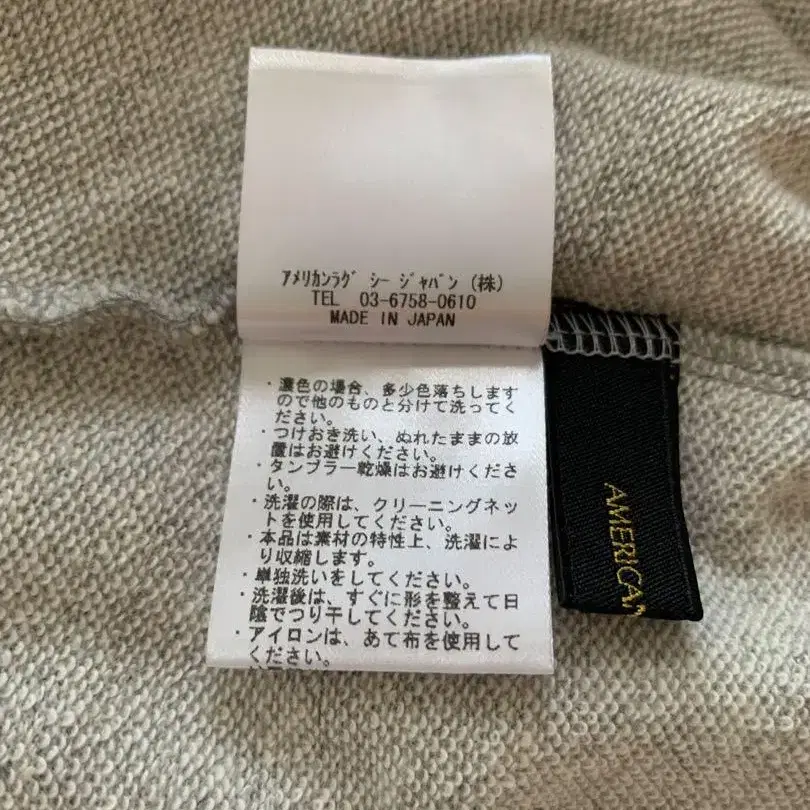 アメリカンラグ シー ジャパン(株)
TEL 03-6758-0610
MADE IN JAPAN
・濃色の場合、多少色落ちします
ので他のものと分けて洗ってく
ださい。
・つけおき洗い、ぬれたままの放
置はお避けください。
・タンブラー乾燥はお避けくださ
い。
・洗濯の際は、クリーニングネッ
トを使用してください。
・本品は素材の特性上、洗濯によ
り収縮します。
・単独洗いをしてください。
・洗濯後は、すぐに形を整えて日
陰でつり干してください。
・アイロンは、あて布を使用して
ください。
AMERICAN